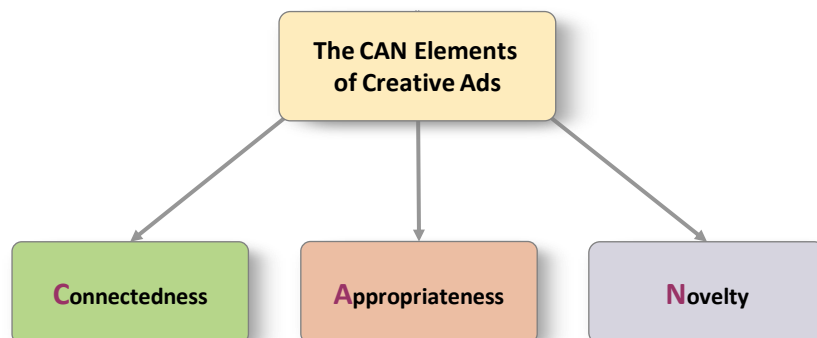 The CAN Elements
of Creative Ads
Connectedness
Appropriateness
Novelty